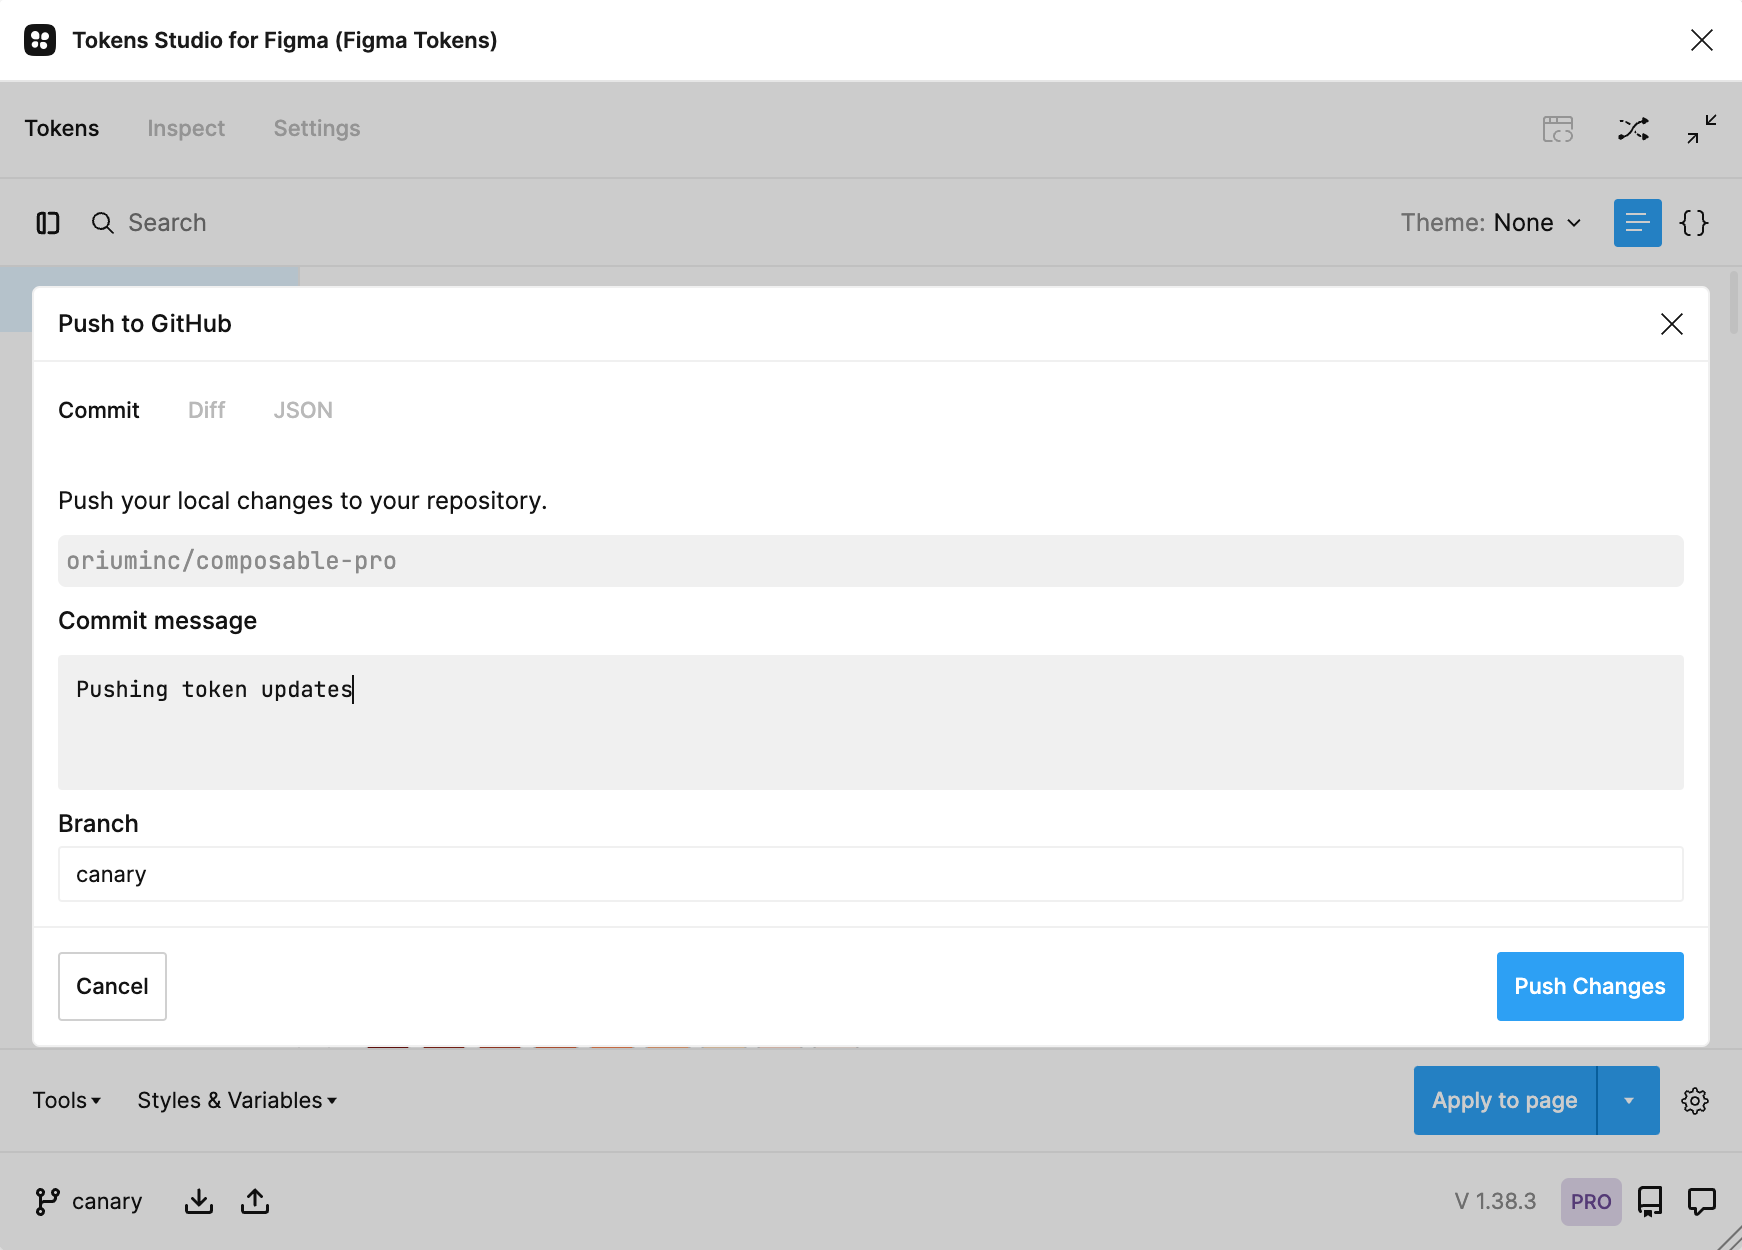 Tokens Studio for Figma (Figma Tokens)
Tokens Inspect Settings
Search Theme: None {}
Push to GitHub
Commit Diff JSON
Push your local changes to your repository.
oriuminc/composable-pro
Commit message
Pushing token updates
Branch
canary
Cancel Push Changes
Tools Styles & Variables Apply to page
canary V 1.38.3 PRO